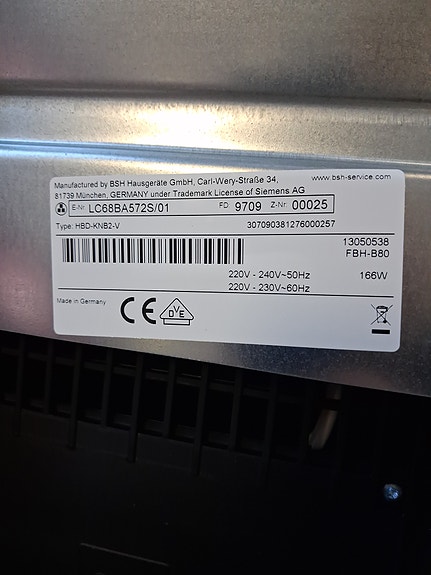 Manufactured by BSH Hausgeräte GmbH, Carl-Wery-Straße 34, www.bsh-service.com
81739 München, GERMANY under Trademark License of Siemens AG
E-Nr. LC68BA572S/01 FD 9709 Z-Nr 00025
Type: HBD-KNB2-V 307090381276000257
13050538
FBH-B80
220V - 240V~50Hz 166W
220V - 230V~60Hz
Made in Germany CE DVE